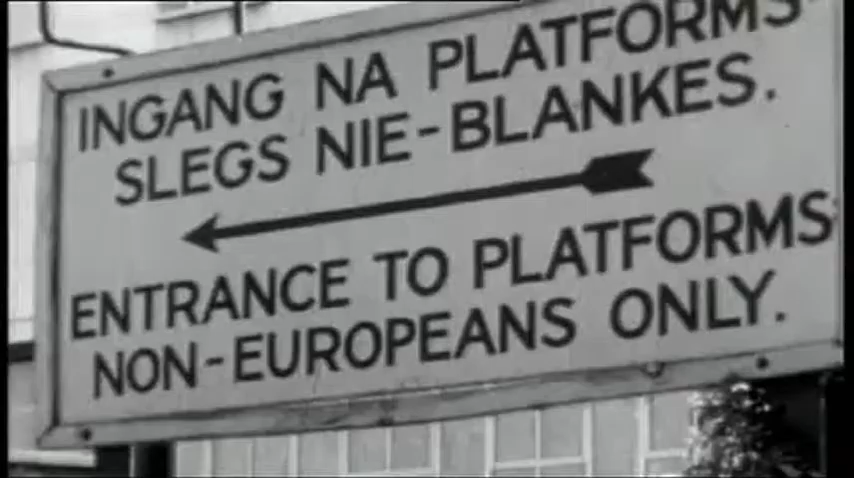 INGANG NA PLATFORMS
SLEGS NIE-BLANKES.
ENTRANCE TO PLATFORMS
NON-EUROPEANS ONLY.